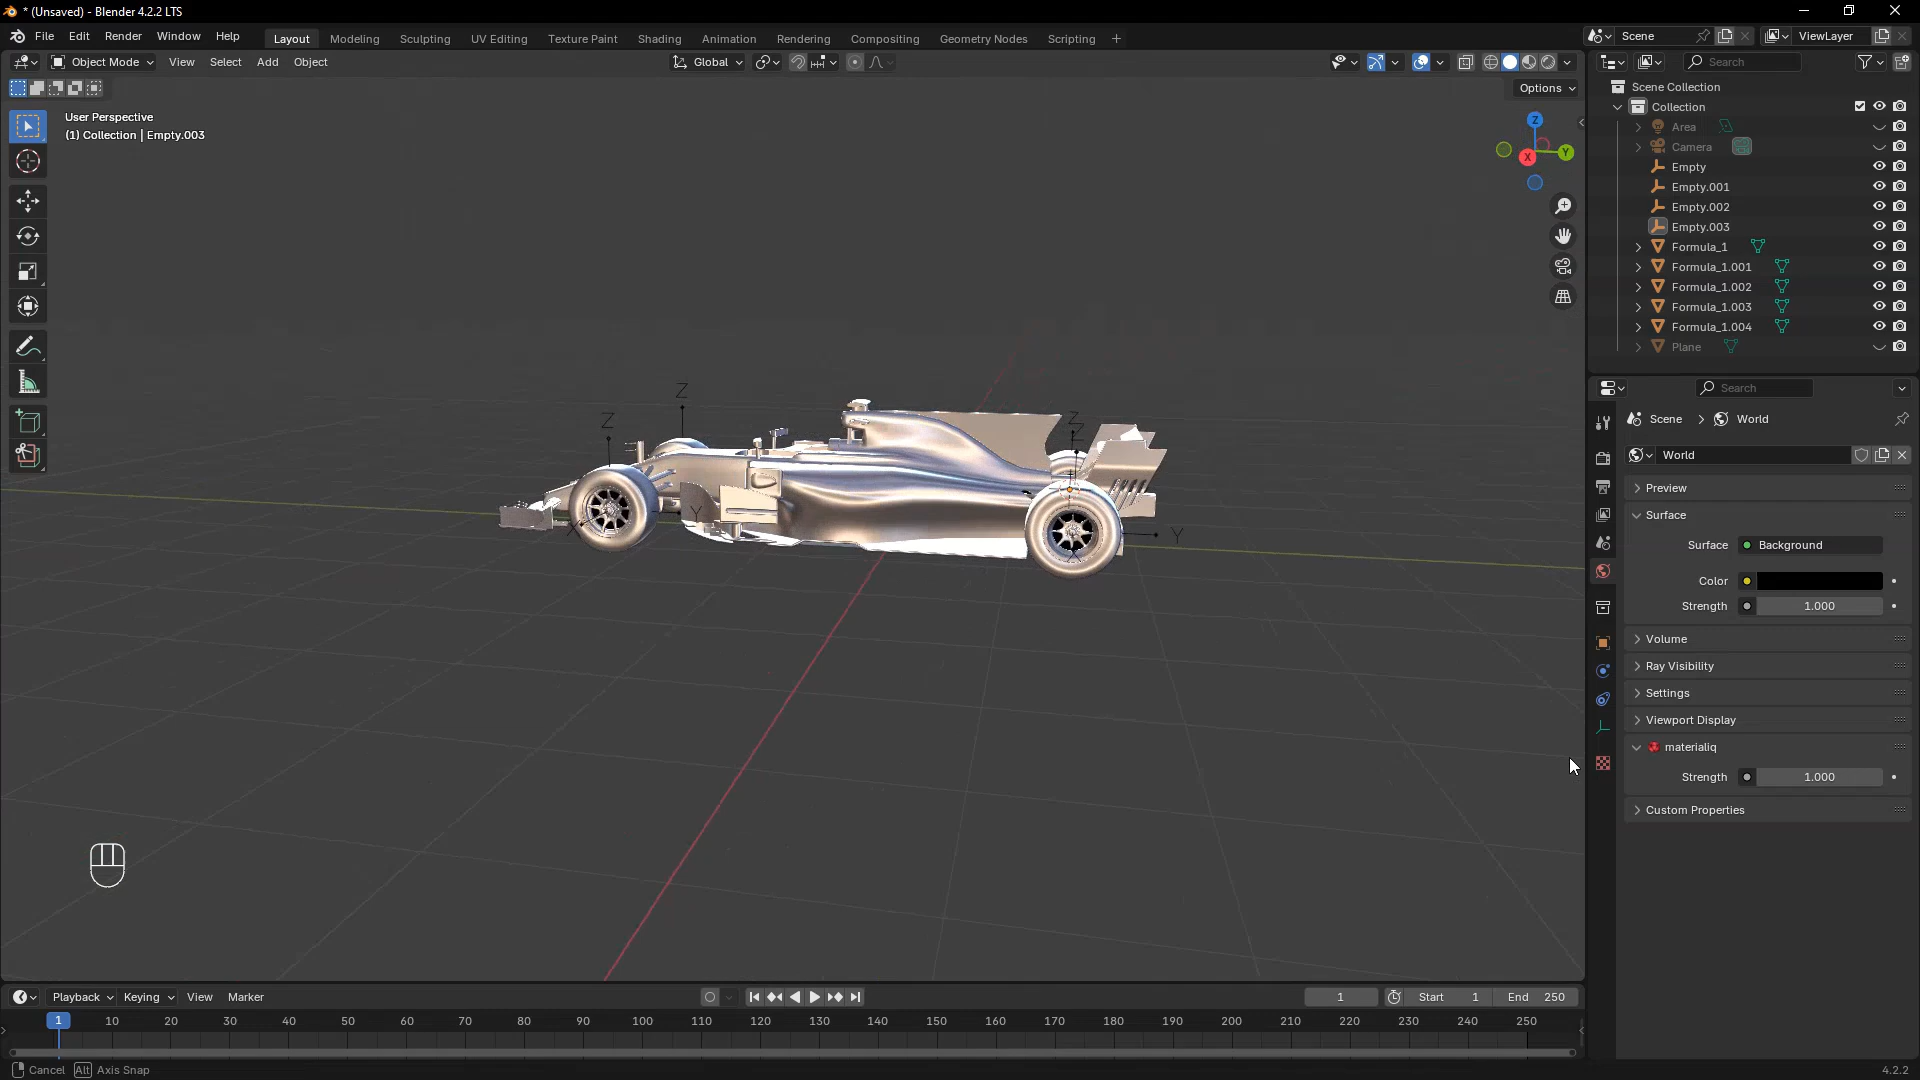 * (Unsaved) - Blender 4.2.2 LTS
File Edit Render Window Help Layout Modeling Sculpting UV Editing Texture Paint Shading Animation Rendering Compositing Geometry Nodes Scripting + Scene ViewLayer
Object Mode View Select Add Object Global Search
Options
User Perspective
(1) Collection | Empty.003
Z
Y
X
Z
Z
Z
Z
X
Y
Y
X
Scene Collection
Collection
Area
Camera
Empty
Empty.001
Empty.002
Empty.003
Formula_1
Formula_1.001
Formula_1.002
Formula_1.003
Formula_1.004
Plane
Search
Scene > World
World
Preview
Surface
Surface Background
Color
Strength 1.000
Volume
Ray Visibility
Settings
Viewport Display
materialiq
Strength 1.000
Custom Properties
Playback Keying View Marker 1 Start 1 End 250
1 10 20 30 40 50 60 70 80 90 100 110 120 130 140 150 160 170 180 190 200 210 220 230 240 250
Cancel Alt Axis Snap 4.2.2